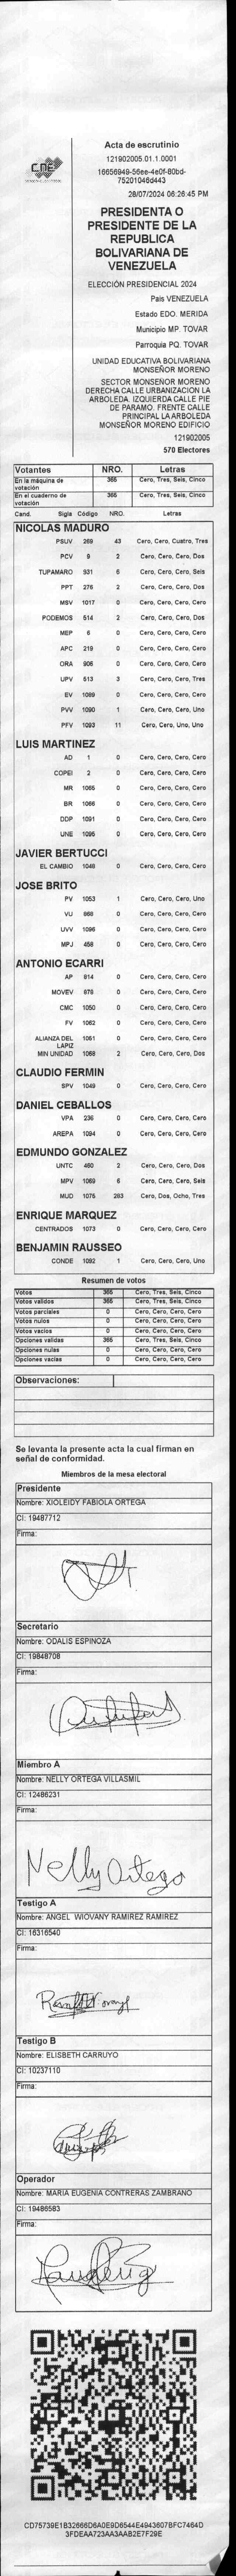 CNE
Acta de escrutinio
121902005.01.1.0001
16656949-56ee-4e0f-80bd-
75201046d443
28/07/2024 06:26:45 PM
PRESIDENTA O
PRESIDENTE DE LA
REPUBLICA
BOLIVARIANA DE
VENEZUELA
ELECCIÓN PRESIDENCIAL 2024
País VENEZUELA
Estado EDO. MERIDA
Municipio MP. TOVAR
Parroquia PQ. TOVAR
UNIDAD EDUCATIVA BOLIVARIANA
MONSEÑOR MORENO
SECTOR MONSEÑOR MORENO
DERECHA CALLE URBANIZACION LA
ARBOLEDA. IZQUIERDA CALLE PIE
DE PARAMO. FRENTE CALLE
PRINCIPAL LA ARBOLEDA
MONSEÑOR MORENO EDIFICIO
121902005
570 Electores
Votantes NRO. Letras
En la máquina de votación 365 Cero, Tres, Seis, Cinco
En el cuaderno de votación 365 Cero, Tres, Seis, Cinco
Cand. Sigla Código NRO. Letras
NICOLAS MADURO
PSUV 269 43 Cero, Cero, Cuatro, Tres
PCV 9 2 Cero, Cero, Cero, Dos
TUPAMARO 931 6 Cero, Cero, Cero, Seis
PPT 276 2 Cero, Cero, Cero, Dos
MSV 1017 0 Cero, Cero, Cero, Cero
PODEMOS 514 2 Cero, Cero, Cero, Dos
MEP 6 0 Cero, Cero, Cero, Cero
APC 219 0 Cero, Cero, Cero, Cero
ORA 906 0 Cero, Cero, Cero, Cero
UPV 513 3 Cero, Cero, Cero, Tres
EV 1089 0 Cero, Cero, Cero, Cero
PVV 1090 1 Cero, Cero, Cero, Uno
PFV 1093 11 Cero, Cero, Uno, Uno
LUIS MARTINEZ
AD 1 0 Cero, Cero, Cero, Cero
COPEI 2 0 Cero, Cero, Cero, Cero
MR 1065 0 Cero, Cero, Cero, Cero
BR 1066 0 Cero, Cero, Cero, Cero
DDP 1091 0 Cero, Cero, Cero, Cero
UNE 1095 0 Cero, Cero, Cero, Cero
JAVIER BERTUCCI
EL CAMBIO 1048 0 Cero, Cero, Cero, Cero
JOSE BRITO
PV 1053 1 Cero, Cero, Cero, Uno
VU 868 0 Cero, Cero, Cero, Cero
UVV 1096 0 Cero, Cero, Cero, Cero
MPJ 458 0 Cero, Cero, Cero, Cero
ANTONIO ECARRI
AP 814 0 Cero, Cero, Cero, Cero
MOVEV 979 0 Cero, Cero, Cero, Cero
CMC 1050 0 Cero, Cero, Cero, Cero
FV 1062 0 Cero, Cero, Cero, Cero
ALIANZA DEL LAPIZ 1081 0 Cero, Cero, Cero, Cero
MIN UNIDAD 1068 2 Cero, Cero, Cero, Dos
CLAUDIO FERMIN
SPV 1049 0 Cero, Cero, Cero, Cero
DANIEL CEBALLOS
VPA 236 0 Cero, Cero, Cero, Cero
AREPA 1094 0 Cero, Cero, Cero, Cero
EDMUNDO GONZALEZ
UNTC 460 2 Cero, Cero, Cero, Dos
MPV 1069 6 Cero, Cero, Cero, Seis
MUD 1075 283 Cero, Dos, Ocho, Tres
ENRIQUE MARQUEZ
CENTRADOS 1073 0 Cero, Cero, Cero, Cero
BENJAMIN RAUSSEO
CONDE 1092 1 Cero, Cero, Cero, Uno
Resumen de votos
Votos 365 Cero, Tres, Seis, Cinco
Votos validos 365 Cero, Tres, Seis, Cinco
Votos parciales 0 Cero, Cero, Cero, Cero
Votos nulos 0 Cero, Cero, Cero, Cero
Votos vacios 0 Cero, Cero, Cero, Cero
Opciones validas 365 Cero, Tres, Seis, Cinco
Opciones nulas 0 Cero, Cero, Cero, Cero
Opciones vacias 0 Cero, Cero, Cero, Cero
Observaciones:
Se levanta la presente acta la cual firman en
señal de conformidad.
Miembros de la mesa electoral
Presidente
Nombre: XIOLEIDY FABIOLA ORTEGA
CI: 19487712
Firma:
Secretario
Nombre: ODALIS ESPINOZA
CI: 19848708
Firma:
Miembro A
Nombre: NELLY ORTEGA VILLASMIL
CI: 12486231
Firma:
Nelly Ortega
Testigo A
Nombre: ANGEL WIOVANY RAMIREZ RAMIREZ
CI: 16316540
Firma:
Testigo B
Nombre: ELISBETH CARRUYO
CI: 10237110
Firma:
Operador
Nombre: MARIA EUGENIA CONTRERAS ZAMBRANO
CI: 19486583
Firma:
CD75739E1B32666D6A0E9D6544E4943607BFC7464D
3FDEAA723AA3AAB2E7F29E